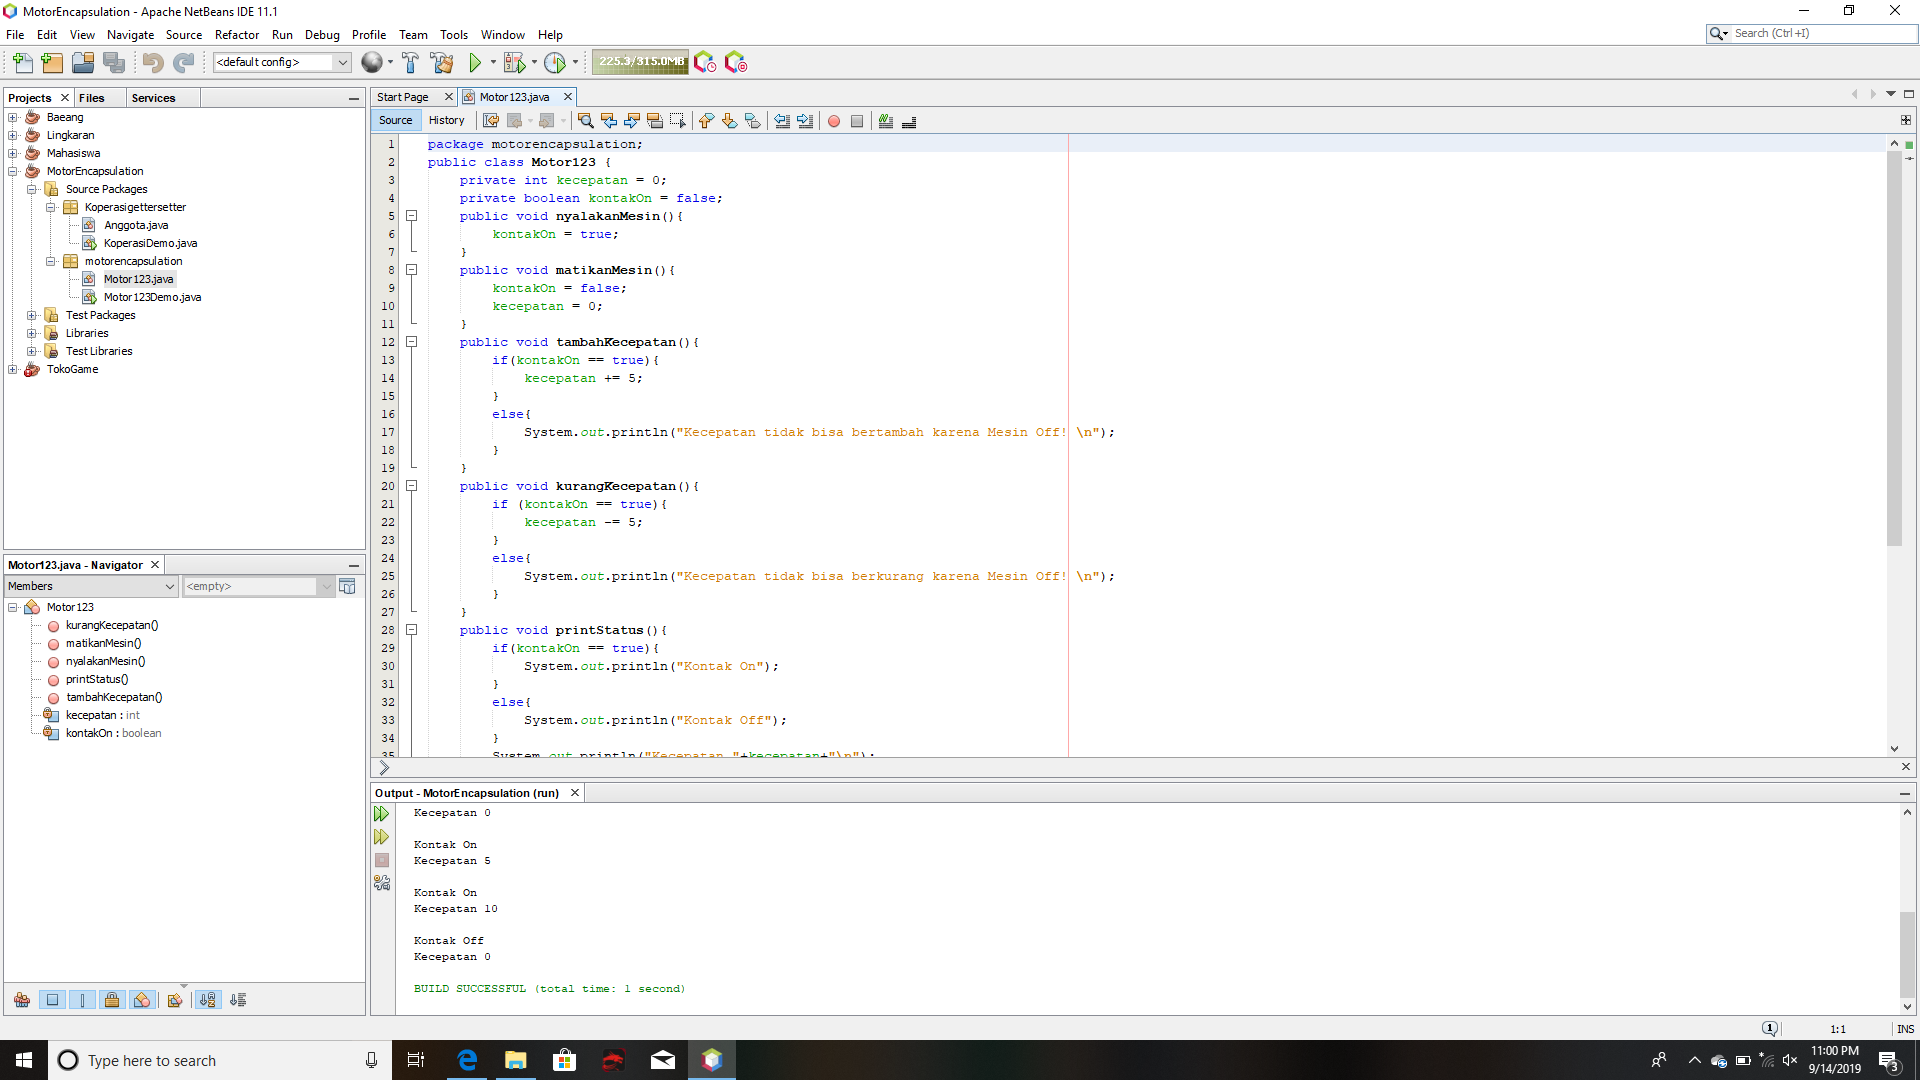 MotorEncapsulation - Apache NetBeans IDE 11.1
File Edit View Navigate Source Refactor Run Debug Profile Team Tools Window Help
Search (Ctrl+I)
<default config>
225.3/315.0MB
Projects Files Services
Baeang
Lingkaran
Mahasiswa
MotorEncapsulation
Source Packages
Koperasigettersetter
Anggota.java
KoperasiDemo.java
motorencapsulation
Motor123.java
Motor123Demo.java
Test Packages
Libraries
Test Libraries
TokoGame
Motor123.java - Navigator
Members
<empty>
Motor123
kurangKecepatan()
matikanMesin()
nyalakanMesin()
printStatus()
tambahKecepatan()
kecepatan : int
kontakOn : boolean
Start Page Motor123.java
Source History
1 package motorencapsulation;
2 public class Motor123 {
3 private int kecepatan = 0;
4 private boolean kontakOn = false;
5 public void nyalakanMesin(){
6 kontakOn = true;
7 }
8 public void matikanMesin(){
9 kontakOn = false;
10 kecepatan = 0;
11 }
12 public void tambahKecepatan(){
13 if(kontakOn == true){
14 kecepatan += 5;
15 }
16 else{
17 System.out.println("Kecepatan tidak bisa bertambah karena Mesin Off! \n");
18 }
19 }
20 public void kurangKecepatan(){
21 if (kontakOn == true){
22 kecepatan -= 5;
23 }
24 else{
25 System.out.println("Kecepatan tidak bisa berkurang karena Mesin Off! \n");
26 }
27 }
28 public void printStatus(){
29 if(kontakOn == true){
30 System.out.println("Kontak On");
31 }
32 else{
33 System.out.println("Kontak Off");
34 }
35 System.out.println("Kecepatan "+kecepatan+"\n");
Output - MotorEncapsulation (run)
Kecepatan 0
Kontak On
Kecepatan 5
Kontak On
Kecepatan 10
Kontak Off
Kecepatan 0
BUILD SUCCESSFUL (total time: 1 second)
1
1:1
INS
Type here to search
11:00 PM
9/14/2019
3